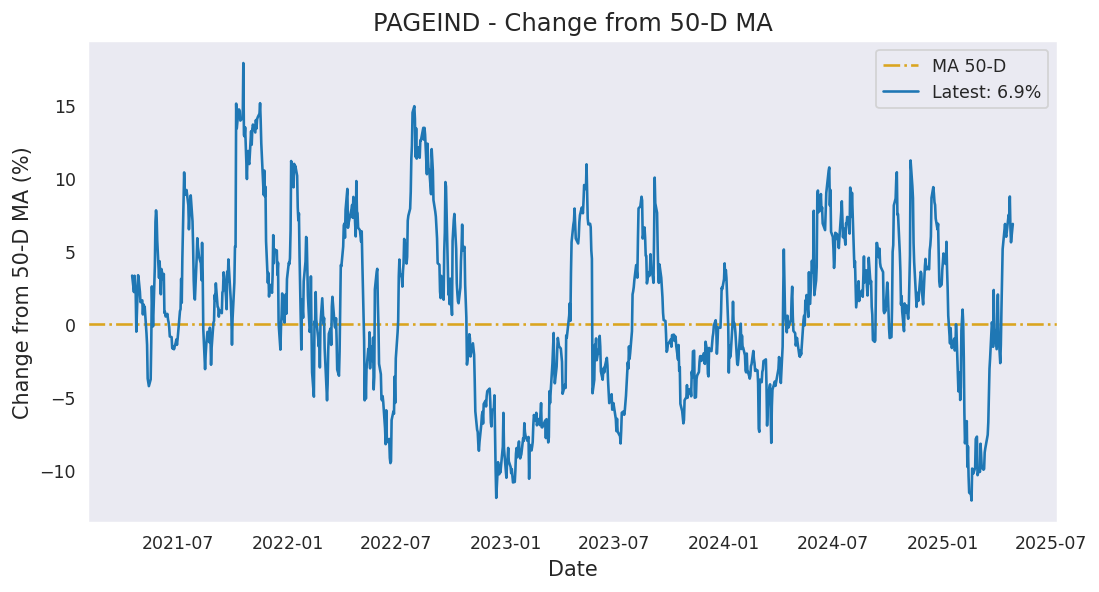 PAGEIND - Change from 50-D MA
MA 50-D
Latest: 6.9%
Change from 50-D MA (%)
15
10
5
0
−5
−10
2021-07 2022-01 2022-07 2023-01 2023-07 2024-01 2024-07 2025-01 2025-07
Date